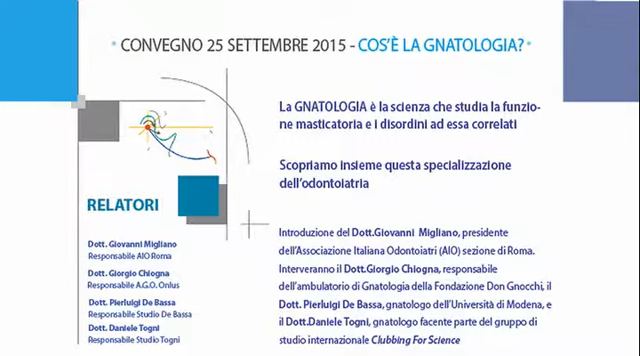 ° CONVEGNO 25 SETTEMBRE 2015 - COS'È LA GNATOLOGIA? °
La GNATOLOGIA è la scienza che studia la funzio-
ne masticatoria e i disordini ad essa correlati
Scopriamo insieme questa specializzazione
dell'odontoiatria
RELATORI
Dott. Giovanni Migliano
Responsabile AIO Roma
Dott. Giorgio Chiogna
Responsabile A.G.O. Onlus
Dott. Pierluigi De Bassa
Responsabile Studio De Bassa
Dott. Daniele Togni
Responsabile Studio Togni
Introduzione del Dott.Giovanni Migliano, presidente
dell'Associazione Italiana Odontoiatri (AIO) sezione di Roma.
Interveranno il Dott.Giorgio Chiogna, responsabile
dell'ambulatorio di Gnatologia della Fondazione Don Gnocchi, il
Dott. Pierluigi De Bassa, gnatologo dell'Università di Modena, e
il Dott.Daniele Togni, gnatologo facente parte del gruppo di
studio internazionale Clubbing For Science